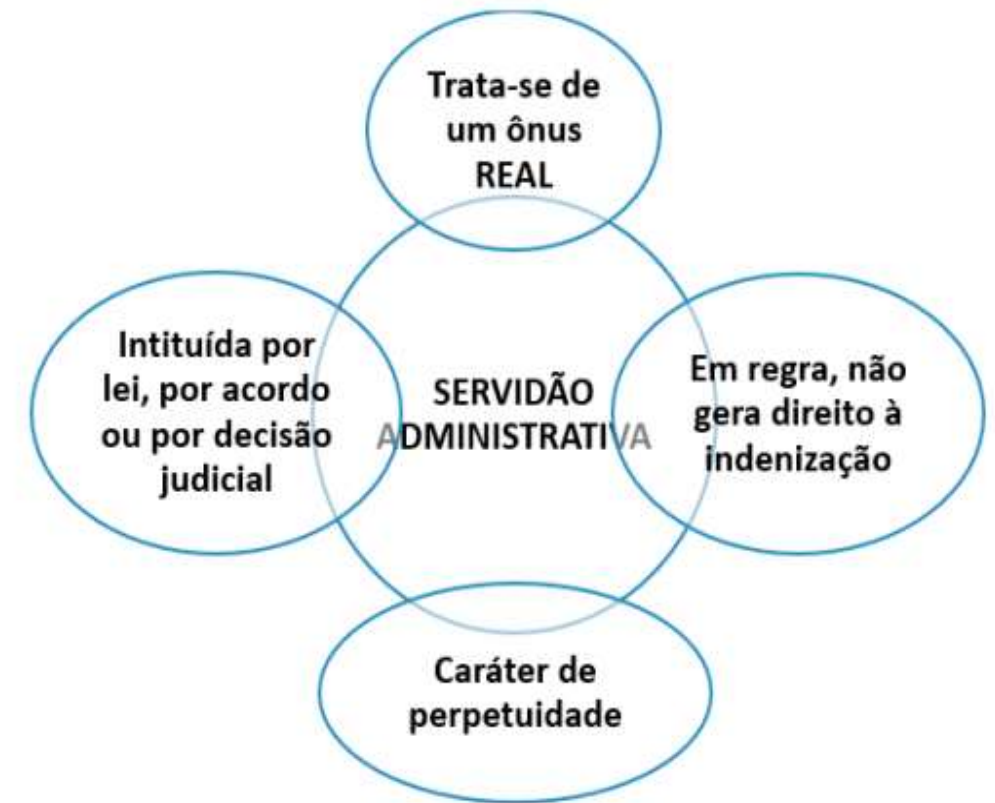 Trata-se de
um ônus
REAL
Intituída por
lei, por acordo
ou por decisão
judicial
SERVIDÃO
ADMINISTRATIVA
Em regra, não
gera direito à
indenização
Caráter de
perpetuidade